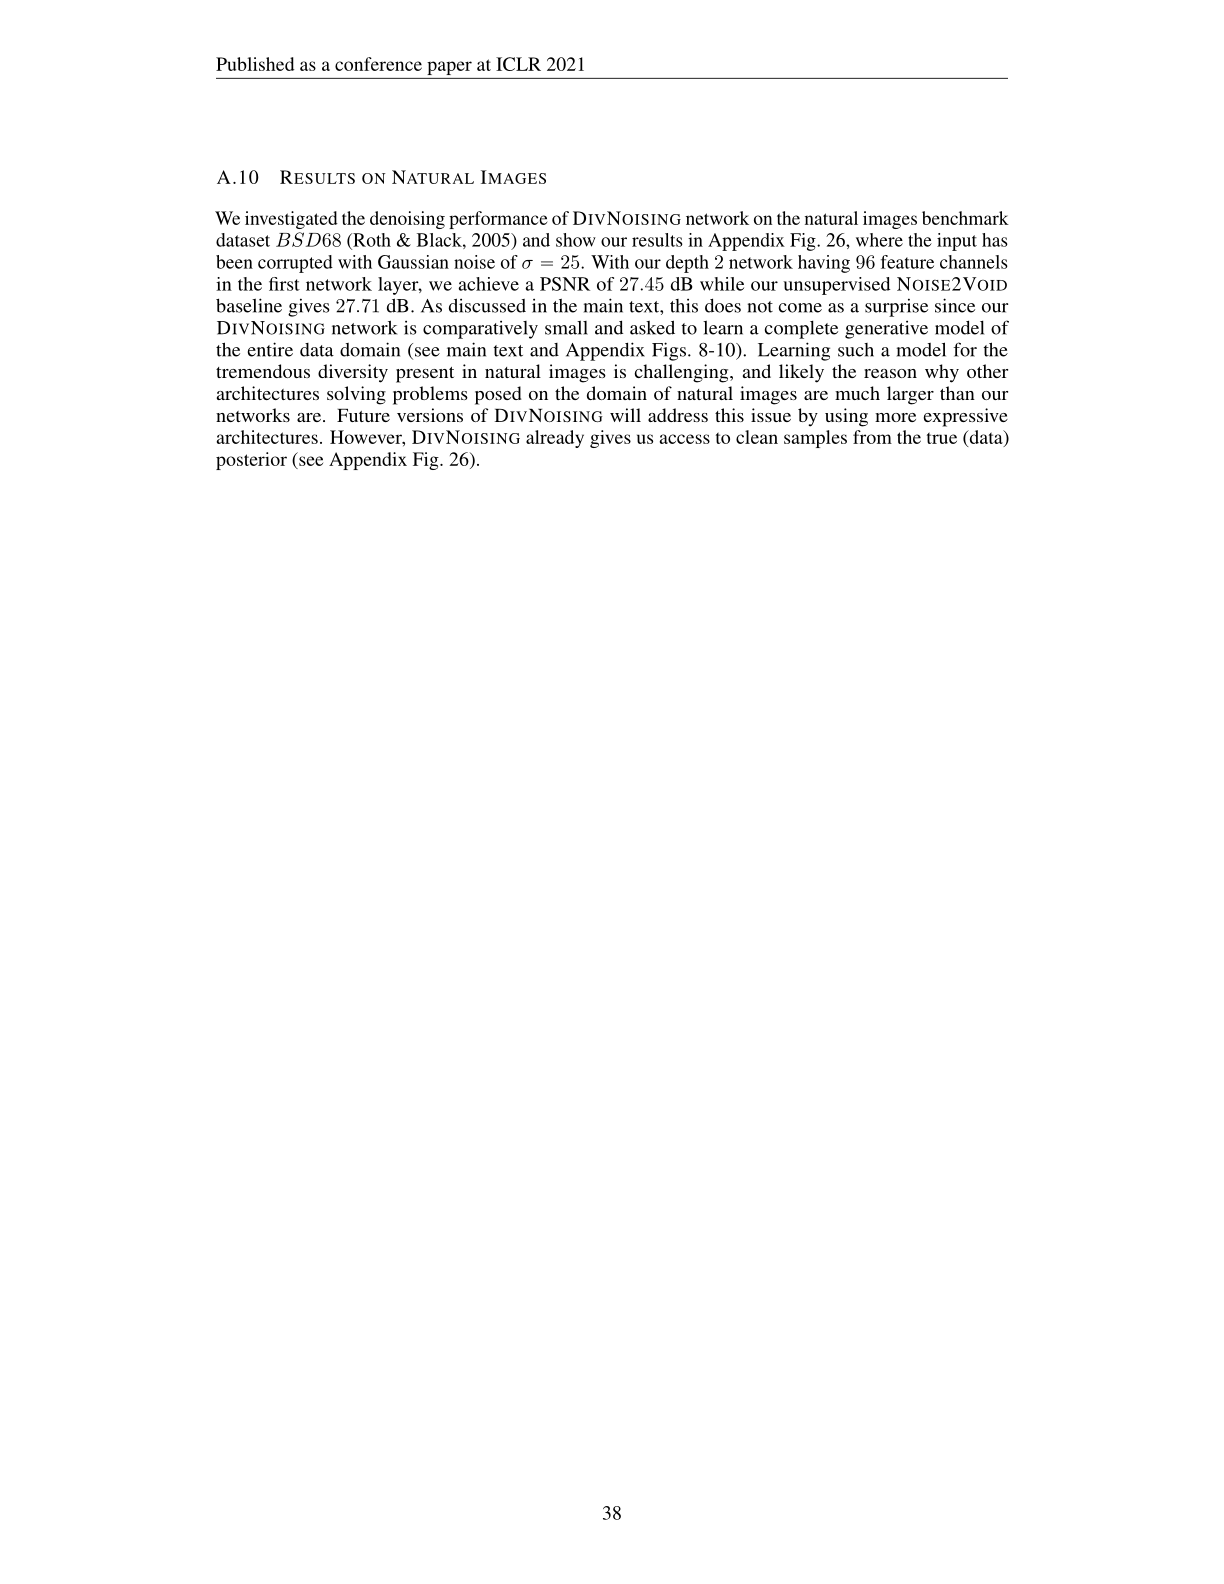 Published as a conference paper at ICLR 2021
A.10 RESULTS ON NATURAL IMAGES
We investigated the denoising performance of DIVNOISING network on the natural images benchmark
dataset BSD68 (Roth & Black, 2005) and show our results in Appendix Fig. 26, where the input has
been corrupted with Gaussian noise of σ = 25. With our depth 2 network having 96 feature channels
in the first network layer, we achieve a PSNR of 27.45 dB while our unsupervised NOISE2VOID
baseline gives 27.71 dB. As discussed in the main text, this does not come as a surprise since our
DIVNOISING network is comparatively small and asked to learn a complete generative model of
the entire data domain (see main text and Appendix Figs. 8-10). Learning such a model for the
tremendous diversity present in natural images is challenging, and likely the reason why other
architectures solving problems posed on the domain of natural images are much larger than our
networks are. Future versions of DIVNOISING will address this issue by using more expressive
architectures. However, DIVNOISING already gives us access to clean samples from the true (data)
posterior (see Appendix Fig. 26).
38